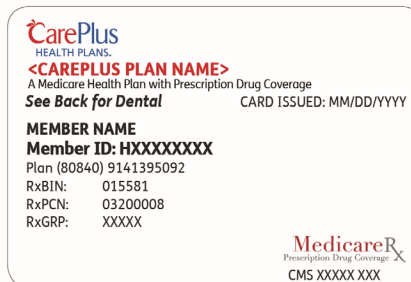 CarePlus
HEALTH PLANS.
<CAREPLUS PLAN NAME>
A Medicare Health Plan with Prescription Drug Coverage
See Back for Dental CARD ISSUED: MM/DD/YYYY
MEMBER NAME
Member ID: HXXXXXXXX
Plan (80840) 9141395092
RxBIN: 015581
RxPCN: 03200008
RxGRP: XXXXX
MedicareRx
Prescription Drug Coverage
CMS XXXXX XXX